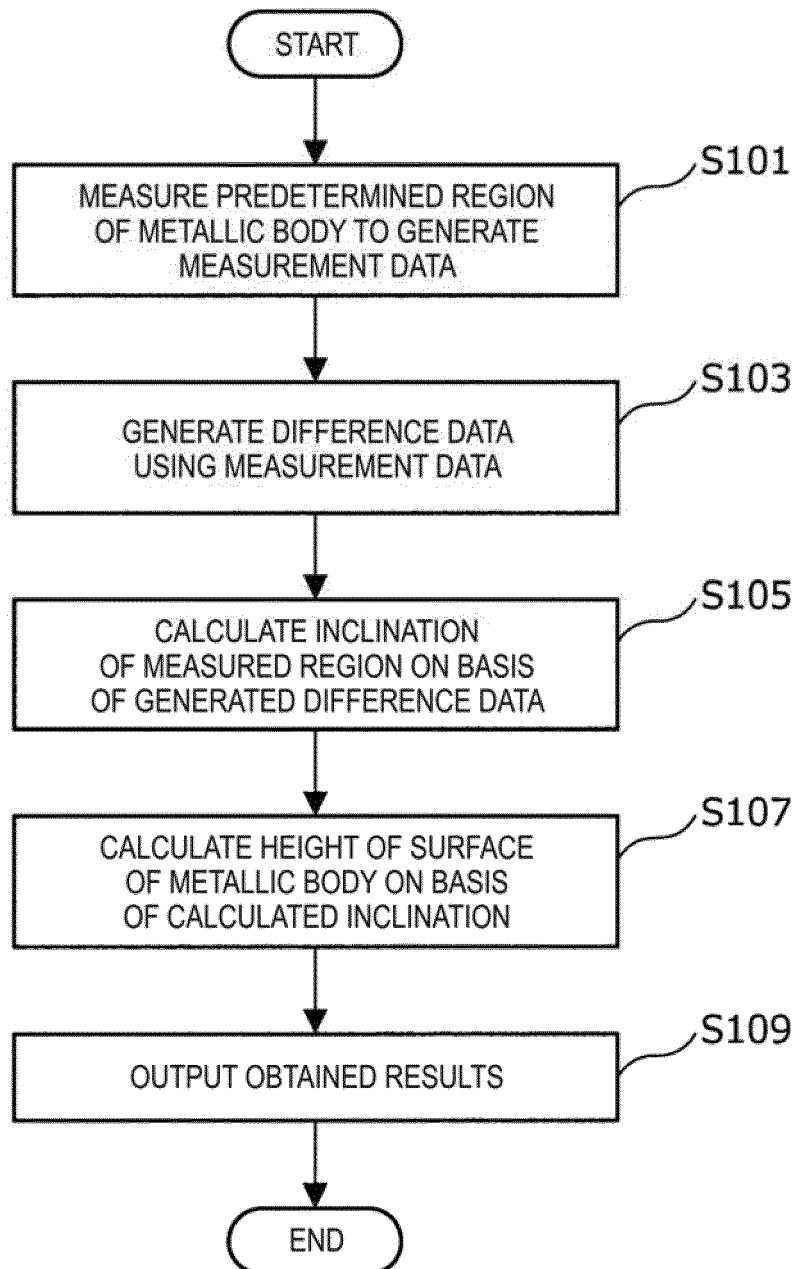 START
S101
MEASURE PREDETERMINED REGION
OF METALLIC BODY TO GENERATE
MEASUREMENT DATA
S103
GENERATE DIFFERENCE DATA
USING MEASUREMENT DATA
S105
CALCULATE INCLINATION
OF MEASURED REGION ON BASIS
OF GENERATED DIFFERENCE DATA
S107
CALCULATE HEIGHT OF SURFACE
OF METALLIC BODY ON BASIS
OF CALCULATED INCLINATION
S109
OUTPUT OBTAINED RESULTS
END